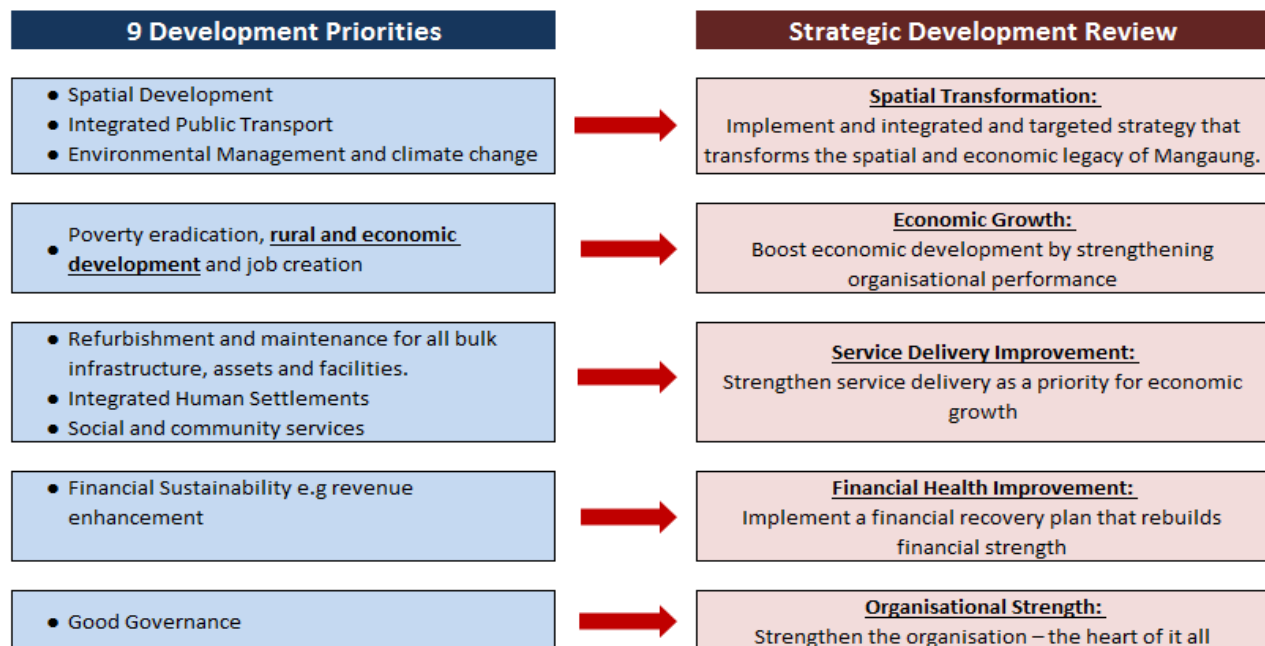 9 Development Priorities
Strategic Development Review
● Spatial Development
● Integrated Public Transport
● Environmental Management and climate change
Spatial Transformation:
Implement and integrated and targeted strategy that
transforms the spatial and economic legacy of Mangaung.
● Poverty eradication, rural and economic
development and job creation
Economic Growth:
Boost economic development by strengthening
organisational performance
● Refurbishment and maintenance for all bulk
infrastructure, assets and facilities.
● Integrated Human Settlements
● Social and community services
Service Delivery Improvement:
Strengthen service delivery as a priority for economic
growth
● Financial Sustainability e.g revenue
enhancement
Financial Health Improvement:
Implement a financial recovery plan that rebuilds
financial strength
● Good Governance
Organisational Strength:
Strengthen the organisation – the heart of it all